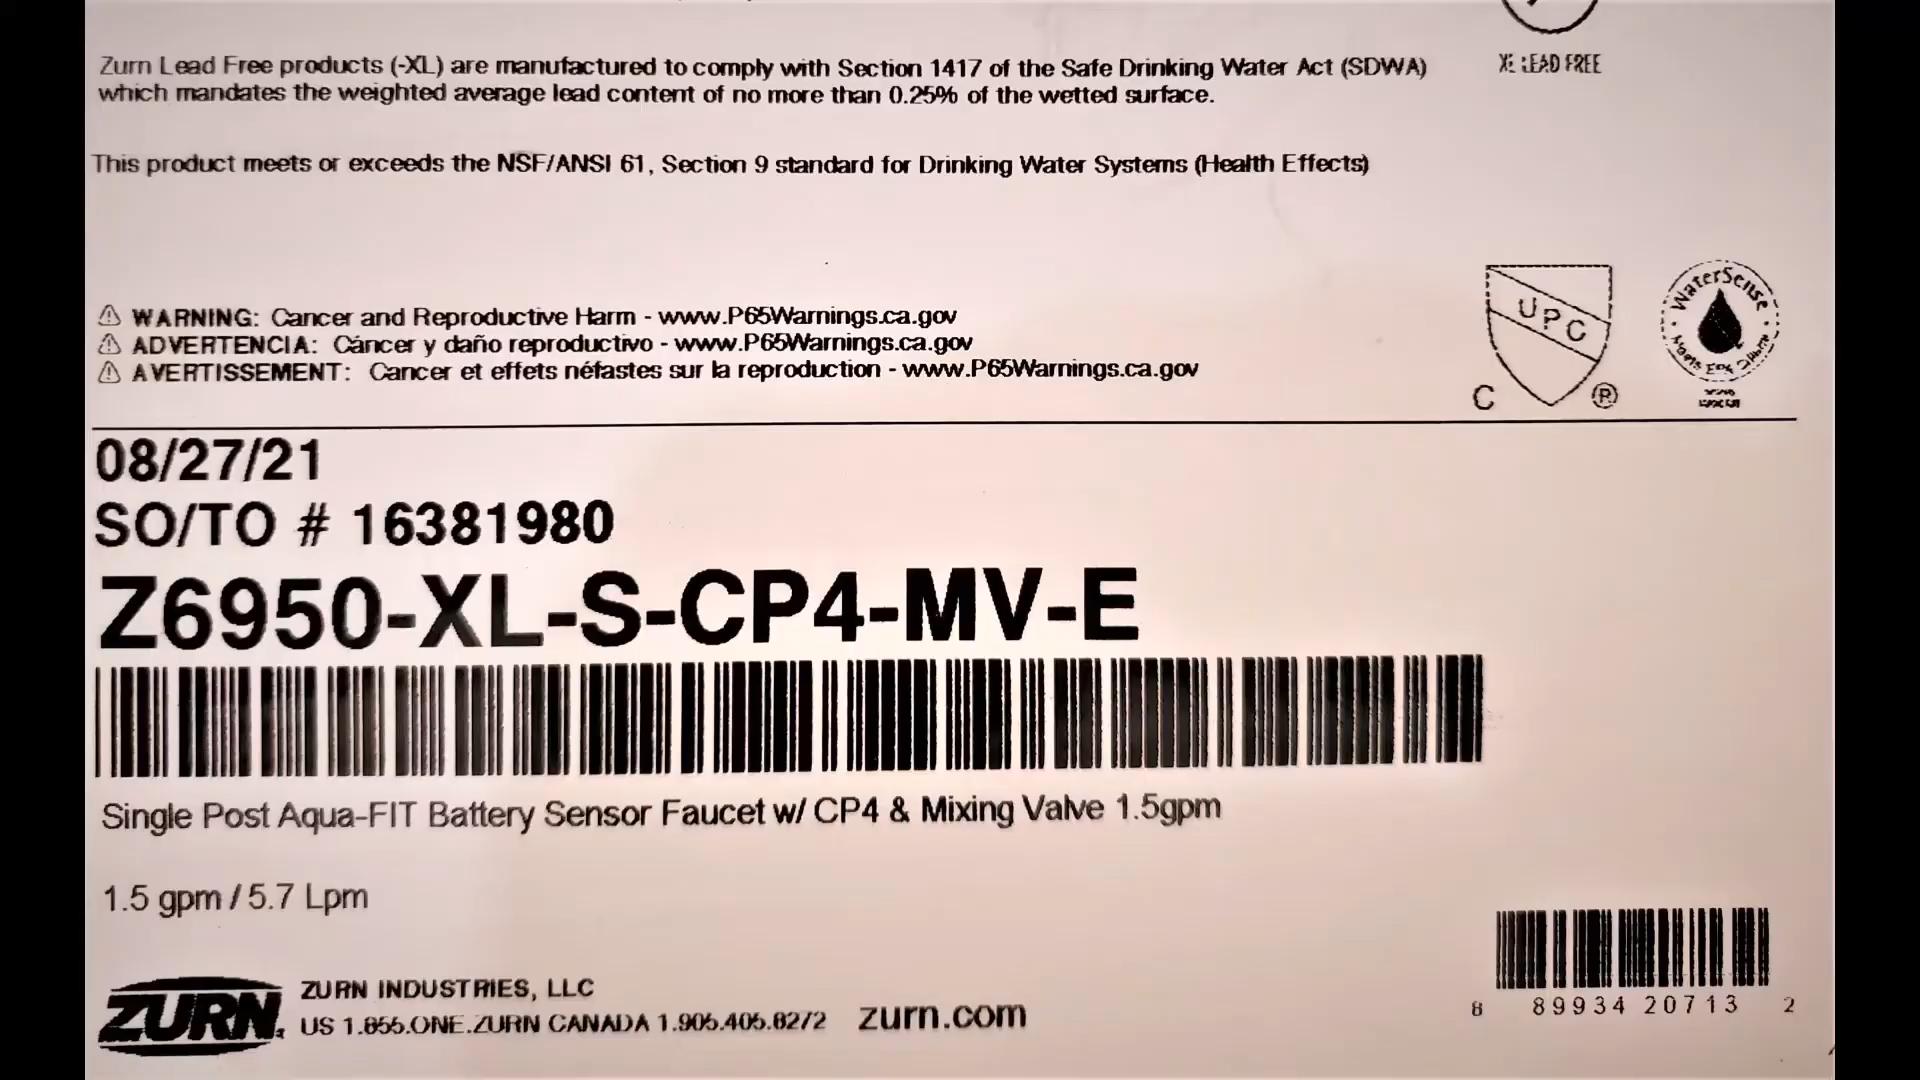 Zurn Lead Free products (-XL) are manufactured to comply with Section 1417 of the Safe Drinking Water Act (SDWA)
which mandates the weighted average lead content of no more than 0.25% of the wetted surface.
LEAD FREE
This product meets or exceeds the NSF/ANSI 61, Section 9 standard for Drinking Water Systems (Health Effects)
⚠ WARNING: Cancer and Reproductive Harm - www.P65Warnings.ca.gov
⚠ ADVERTENCIA: Cáncer y daño reproductivo - www.P65Warnings.ca.gov
⚠ AVERTISSEMENT: Cancer et effets néfastes sur la reproduction - www.P65Warnings.ca.gov
UPC
C ®
WaterSense
Meets EPA Criteria
08/27/21
SO/TO # 16381980
Z6950-XL-S-CP4-MV-E
Single Post Aqua-FIT Battery Sensor Faucet w/ CP4 & Mixing Valve 1.5gpm
1.5 gpm / 5.7 Lpm
ZURN
ZURN INDUSTRIES, LLC
US 1.855.ONE.ZURN CANADA 1.905.405.8272 zurn.com
8 89934 20713 2